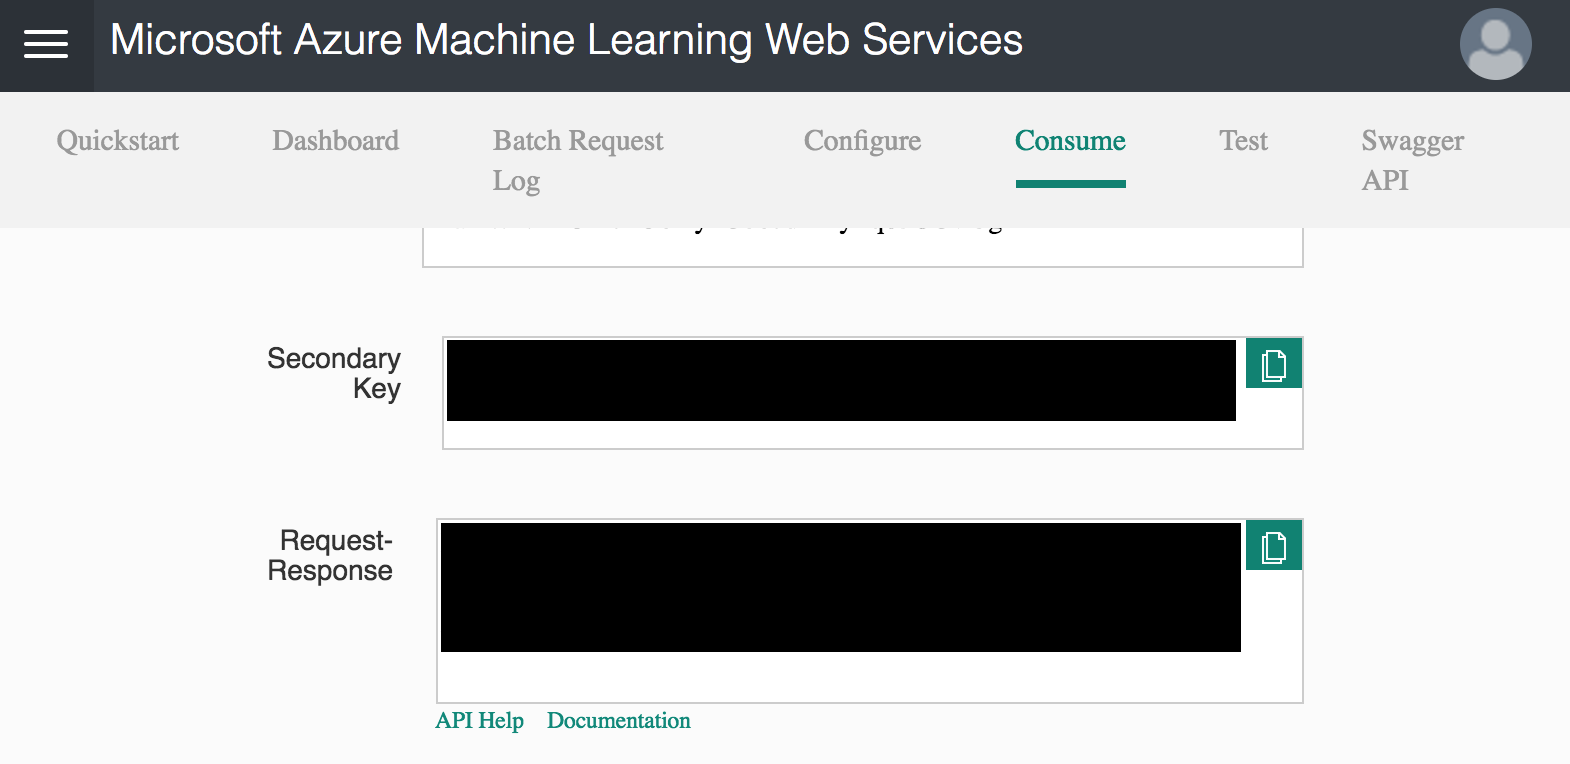 Microsoft Azure Machine Learning Web Services
Quickstart Dashboard Batch Request Configure Consume Test Swagger
Log API
Secondary
Key
Request-
Response
API Help Documentation